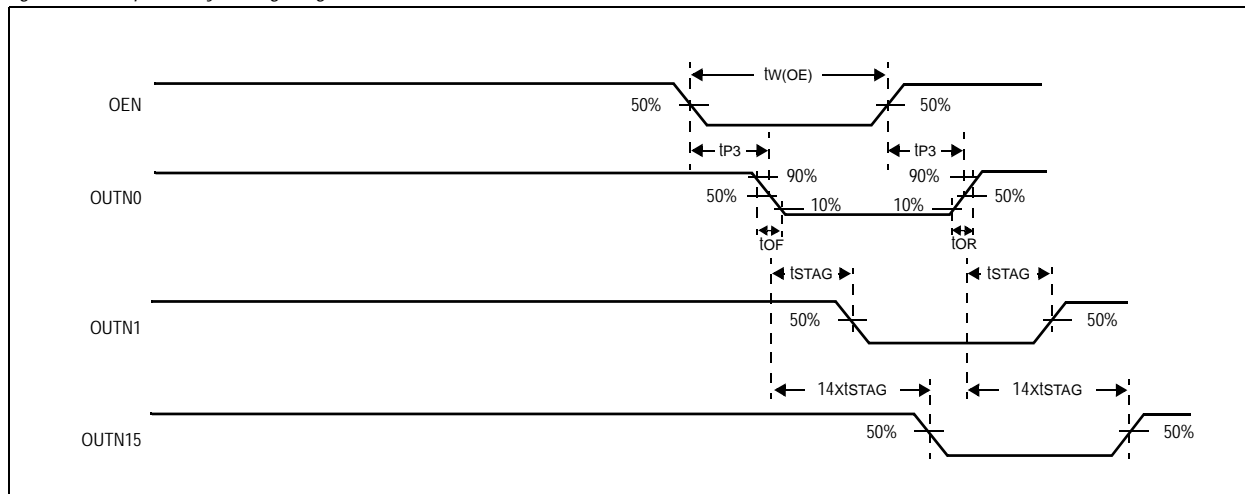 tW(OE)
OEN
50%
50%
tP3
tP3
90%
90%
OUTN0
50%
50%
10%
10%
tOF
tOR
tSTAG
tSTAG
OUTN1
50%
50%
14XtSTAG
14XtSTAG
OUTN15
50%
50%